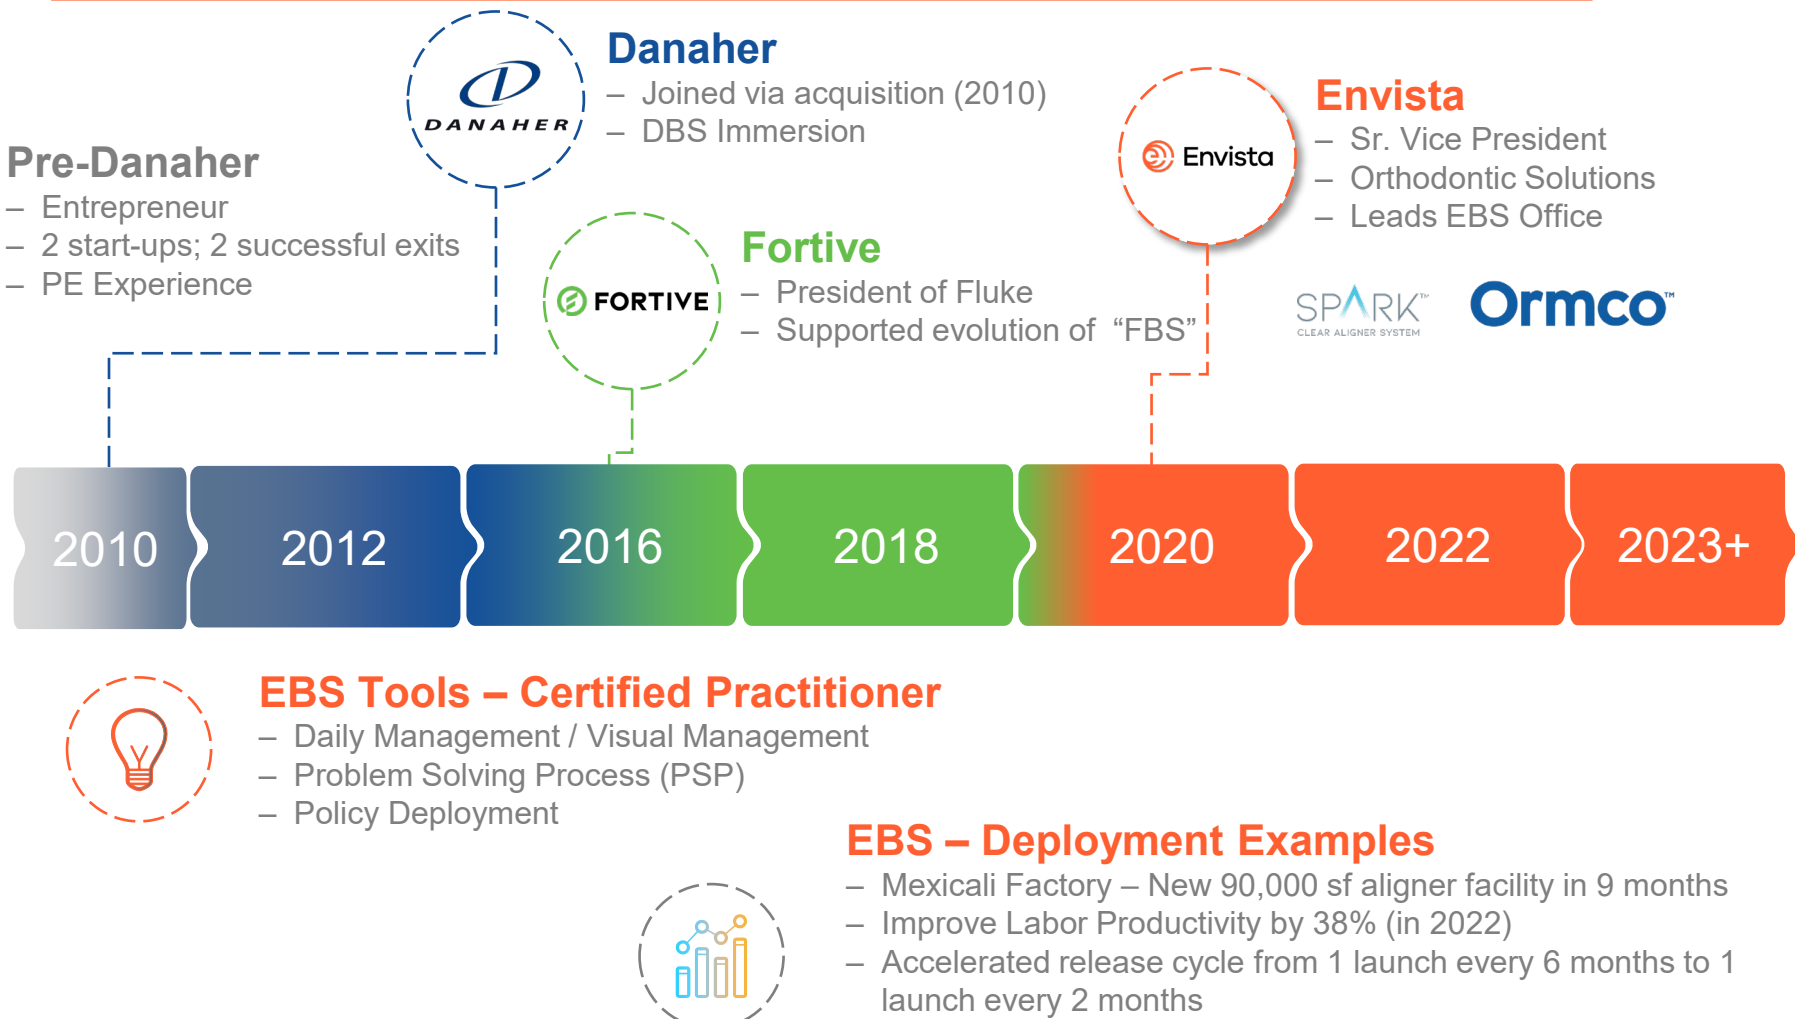 Danaher
– Joined via acquisition (2010)
– DBS Immersion
DANAHER
Envista
– Sr. Vice President
– Orthodontic Solutions
– Leads EBS Office
Envista
Pre-Danaher
– Entrepreneur
– 2 start-ups; 2 successful exits
– PE Experience
Fortive
– President of Fluke
– Supported evolution of “FBS”
FORTIVE
SPARK™
CLEAR ALIGNER SYSTEM
Ormco™
2010
2012
2016
2018
2020
2022
2023+
EBS Tools – Certified Practitioner
– Daily Management / Visual Management
– Problem Solving Process (PSP)
– Policy Deployment
EBS – Deployment Examples
– Mexicali Factory – New 90,000 sf aligner facility in 9 months
– Improve Labor Productivity by 38% (in 2022)
– Accelerated release cycle from 1 launch every 6 months to 1
launch every 2 months